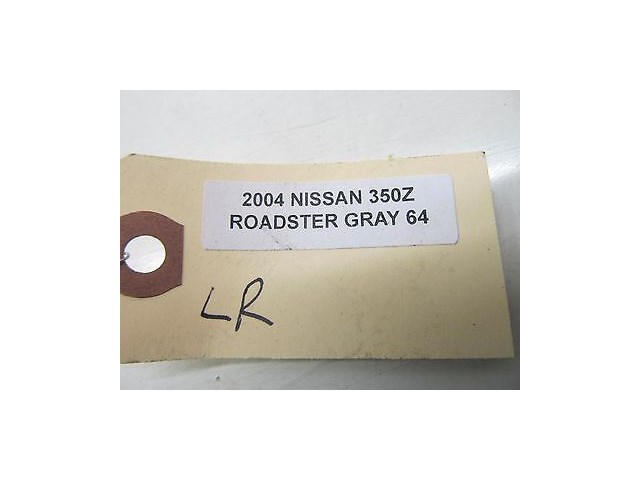 2004 NISSAN 350Z
ROADSTER GRAY 64
LR